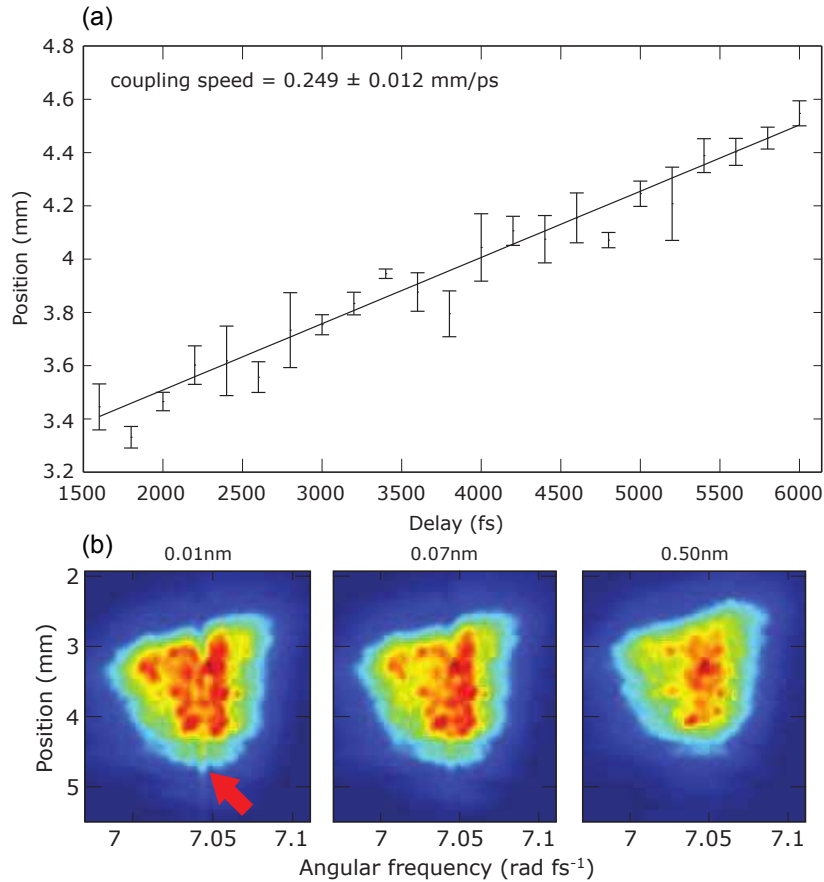 (a)
4.8
4.6
4.4
4.2
4
3.8
3.6
3.4
3.2
Position (mm)
coupling speed = 0.249 ± 0.012 mm/ps
1500 2000 2500 3000 3500 4000 4500 5000 5500 6000
Delay (fs)
(b)
0.01nm 0.07nm 0.50nm
2
3
4
5
Position (mm)
7 7.05 7.1 7 7.05 7.1 7 7.05 7.1
Angular frequency (rad fs⁻¹)